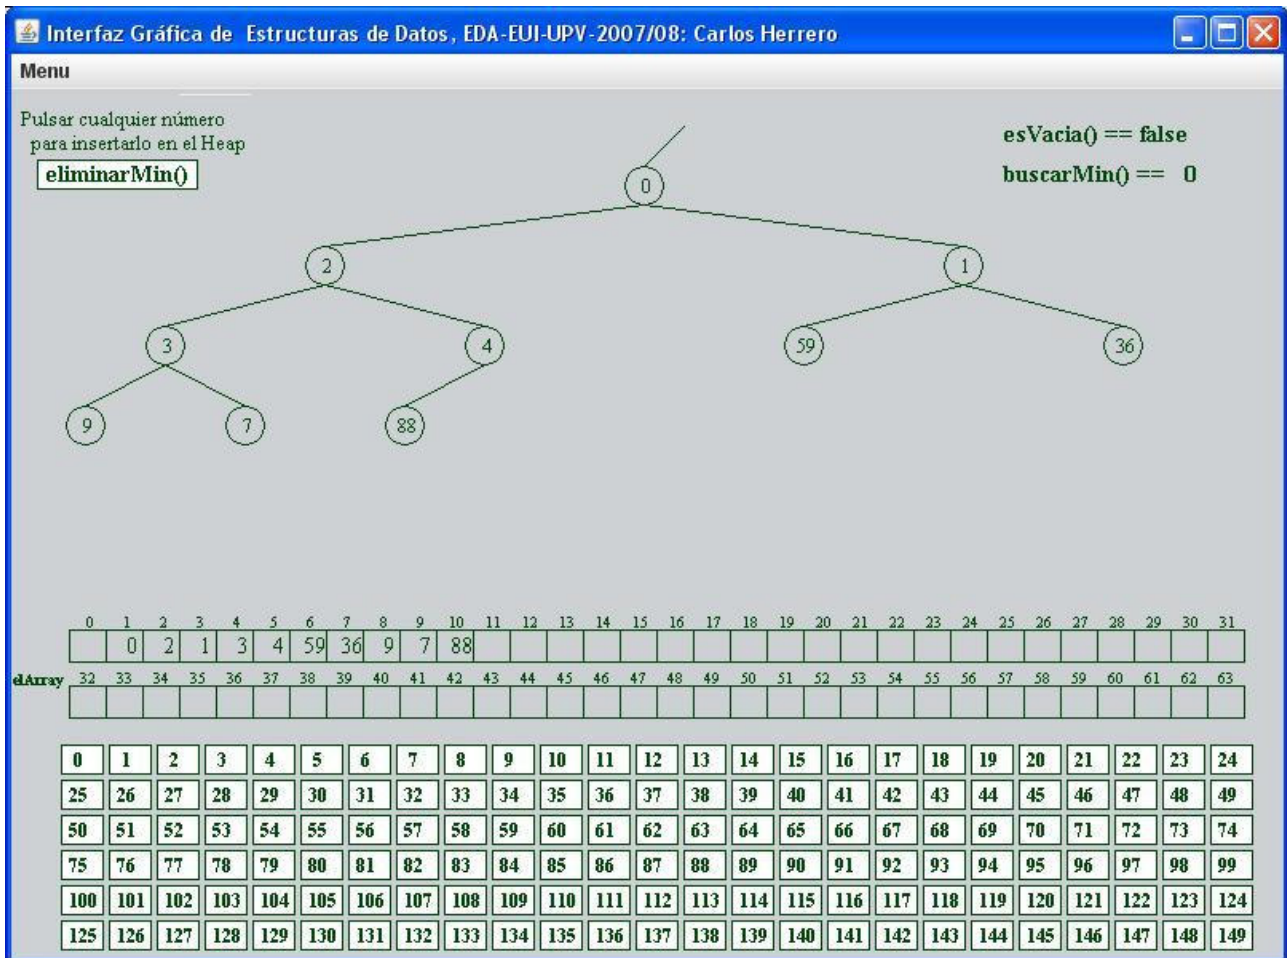 Interfaz Gráfica de Estructuras de Datos, EDA-EUI-UPV-2007/08: Carlos Herrero
Menu
Pulsar cualquier número
para insertarlo en el Heap
eliminarMin()
esVacia() == false
buscarMin() == 0
0
2 1
3 4 59 36
9 7 88
0 1 2 3 4 5 6 7 8 9 10 11 12 13 14 15 16 17 18 19 20 21 22 23 24 25 26 27 28 29 30 31
0 2 1 3 4 59 36 9 7 88
elArray 32 33 34 35 36 37 38 39 40 41 42 43 44 45 46 47 48 49 50 51 52 53 54 55 56 57 58 59 60 61 62 63
0 1 2 3 4 5 6 7 8 9 10 11 12 13 14 15 16 17 18 19 20 21 22 23 24
25 26 27 28 29 30 31 32 33 34 35 36 37 38 39 40 41 42 43 44 45 46 47 48 49
50 51 52 53 54 55 56 57 58 59 60 61 62 63 64 65 66 67 68 69 70 71 72 73 74
75 76 77 78 79 80 81 82 83 84 85 86 87 88 89 90 91 92 93 94 95 96 97 98 99
100 101 102 103 104 105 106 107 108 109 110 111 112 113 114 115 116 117 118 119 120 121 122 123 124
125 126 127 128 129 130 131 132 133 134 135 136 137 138 139 140 141 142 143 144 145 146 147 148 149